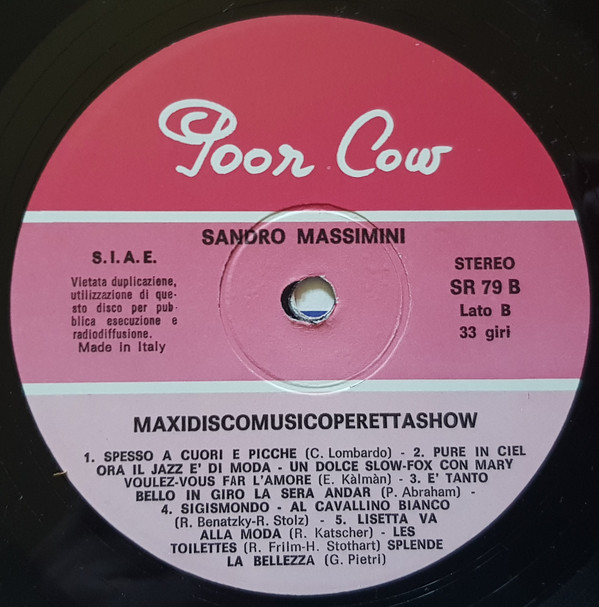 Poor Cow
SANDRO MASSIMINI
S.I.A.E.
Vietata duplicazione,
utilizzazione di que-
sto disco per pub-
blica esecuzione e
radiodiffusione.
Made in Italy
STEREO
SR 79 B
Lato B
33 giri
MAXIDISCOMUSICOPERETTASHOW
1. SPESSO A CUORI E PICCHE (C. Lombardo) - 2. PURE IN CIEL
ORA IL JAZZ E' DI MODA - UN DOLCE SLOW-FOX CON MARY
VOULEZ-VOUS FAR L'AMORE (E. Kàlmàn) - 3. E' TANTO
BELLO IN GIRO LA SERA ANDAR (P. Abraham) -
4. SIGISMONDO - AL CAVALLINO BIANCO
(R. Benatzky-R. Stolz) - 5. LISETTA VA
ALLA MODA (R. Katscher) - LES
TOILETTES (R. Frilm-H. Stothart) SPLENDE
LA BELLEZZA (G. Pietri)